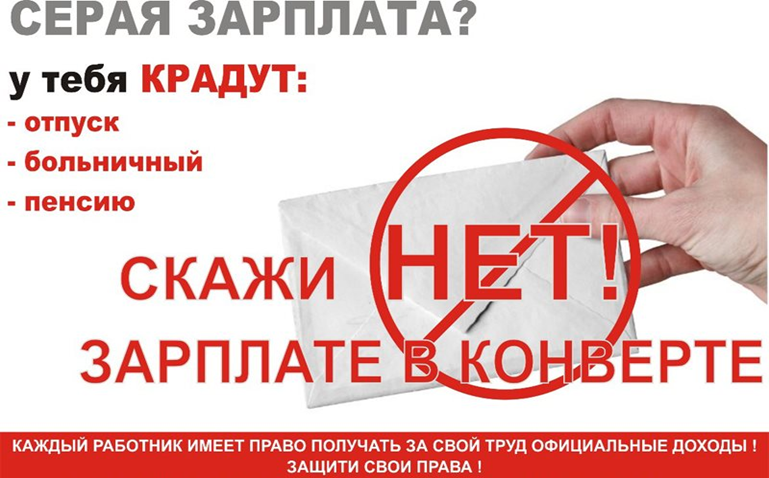 СЕРАЯ ЗАРПЛАТА?
у тебя КРАДУТ:
- отпуск
- больничный
- пенсию
СКАЖИ НЕТ!
ЗАРПЛАТЕ В КОНВЕРТЕ
КАЖДЫЙ РАБОТНИК ИМЕЕТ ПРАВО ПОЛУЧАТЬ ЗА СВОЙ ТРУД ОФИЦИАЛЬНЫЕ ДОХОДЫ !
ЗАЩИТИ СВОИ ПРАВА !